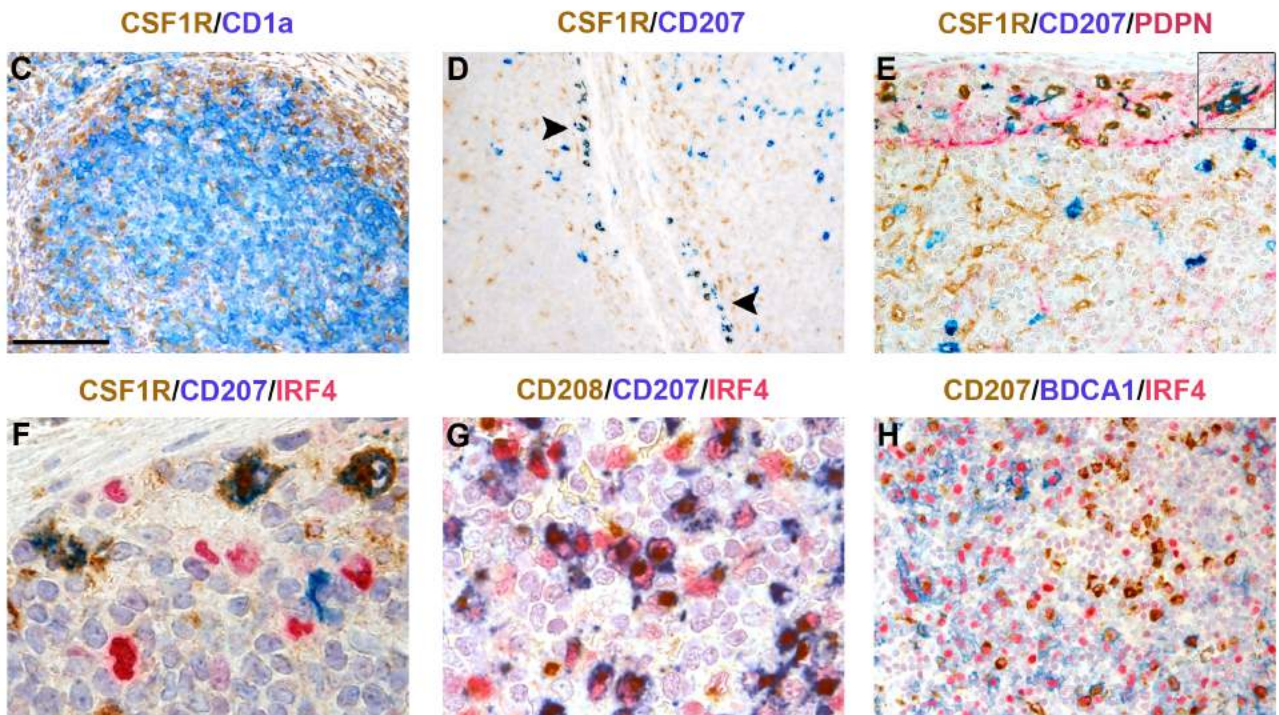 CSF1R/CD1a
CSF1R/CD207
CSF1R/CD207/PDPN
C
D
E
CSF1R/CD207/IRF4
CD208/CD207/IRF4
CD207/BDCA1/IRF4
F
G
H